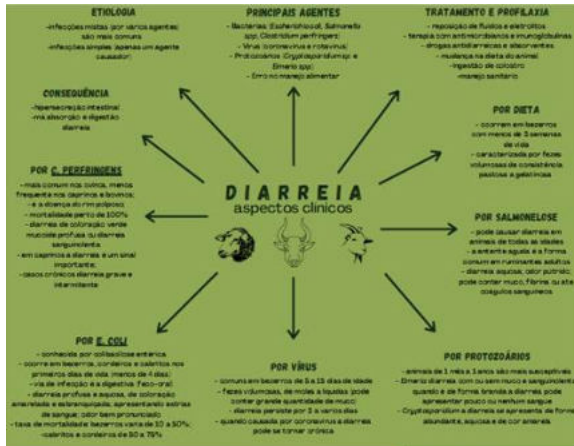 ETIOLOGIA
-infecções mistas (por vários agentes)
são mais comuns
-infecções simples (apenas um agente
causador)
PRINCIPAIS AGENTES
- Bactérias (Escherichia coli, Salmonella
spp, Clostridium perfringens)
- Vírus (coronavirus e rotavirus)
- Protozoários (Cryptosporidium sp e
Eimeria spp)
- Erro no manejo alimentar
TRATAMENTO E PROFILAXIA
- reposição de fluidos e eletrolitos
- terapia com antimicrobianos e imunoglobulinas
- drogas antidiarreicas e absorventes
- mudança na dieta do animal
- ingestão de colostro
-manejo sanitário
CONSEQUÊNCIA
- hipersecreção intestinal
- má absorção e digestão
diarreia
POR DIETA
- ocorrem em bezerros
com menos de 3 semanas
de vida
- caracterizada por fezes
volumosas de consistência
pastosa a gelatinosa
POR C. PERFRINGENS
- mais comum nos ovinos, menos
frequente nos caprinos e bovinos;
- é a doença do rim polposo;
- mortalidade perto de 100%
- diarreia de coloração verde
mucoide profusa ou diarreia
sanguinolenta
- em caprinos a diarreia é um sinal
importante;
- casos crônicos diarreia grave e
intermitente
DIARREIA
aspectos clinicos
POR SALMONELOSE
- pode causar diarreia em
animais de todas as idades
- a enterite aguda é a forma
comum em ruminantes adultos
- diarreia aquosa, odor putrido;
pode conter muco, fibrina ou até
coágulos sanguineos
POR E. COLI
- conhecida por colibacilose entérica
- ocorre em bezerros, cordeiros e cabritos nos
primeiros dias de vida (menos de 4 dias)
- via de infecção é a digestiva (feco-oral)
- diarreia profusa e aquosa, de coloração
amarelada a esbranquiçada, apresentando estrias
de sangue; odor bem pronunciado
- taxa de mortalidade: bezerros varia de 10 a 50%;
-cabritos e cordeiros de 50 a 75%
POR VÍRUS
- comuns em bezerros de 5 a 15 dias de idade
- fezes volumosas, de moles a liquidas (pode
conter grande quantidade de muco)
- diarreia persiste por 2 a varios dias
- quando causada por coronavirus a diarreia
pode se tornar crônica
POR PROTOZOÁRIOS
- animais de 1 mês a 1 anos são mais susceptiveis
- Eimeria diarreia com ou sem muco e sanguinolenta
quando é de forma branda a diarreia pode
apresentar pouco ou nenhum sangue
- Cryptosporidium a diarreia se apresenta de forma
abundante, aquosa e de cor amarela